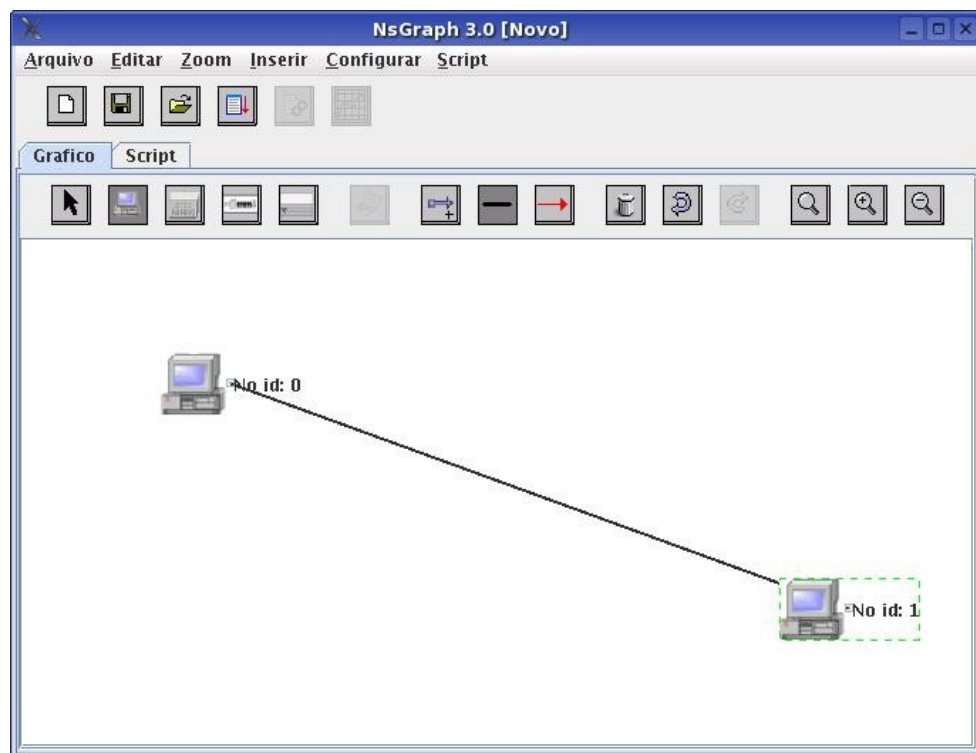 NsGraph 3.0 [Novo]
Arquivo Editar Zoom Inserir Configurar Script
Grafico Script
No id: 0
No id: 1